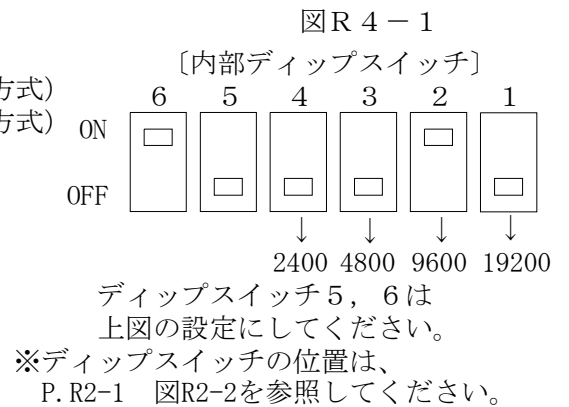 図Ｒ４－１
〔内部ディップスイッチ〕
方式)
方式)
６ ５ ４ ３ ２ １
ON
OFF
↓ ↓ ↓ ↓
2400 4800 9600 19200
ディップスイッチ５，６は
上図の設定にしてください。
※ディップスイッチの位置は、
P.R2-1 図R2-2を参照してください。